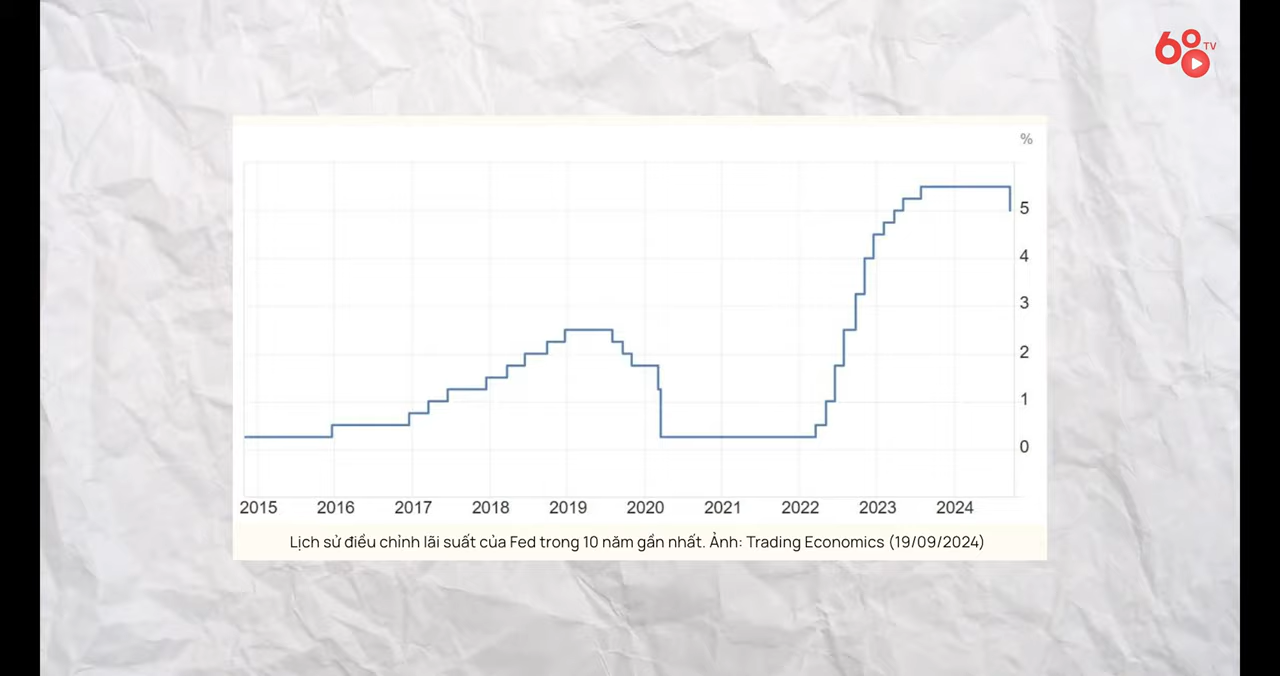 68 TV
%
5
4
3
2
1
0
2015 2016 2017 2018 2019 2020 2021 2022 2023 2024
Lịch sử điều chỉnh lãi suất của Fed trong 10 năm gần nhất. Ảnh: Trading Economics (19/09/2024)